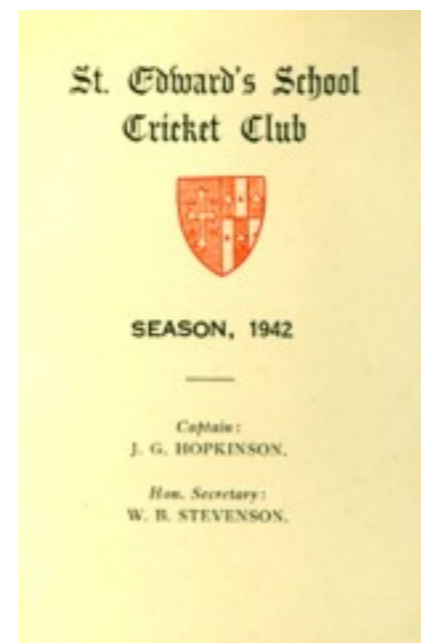 St. Edward's School
Cricket Club
SEASON, 1942
Captain:
J. G. HOPKINSON.
Hon. Secretary:
W. B. STEVENSON.